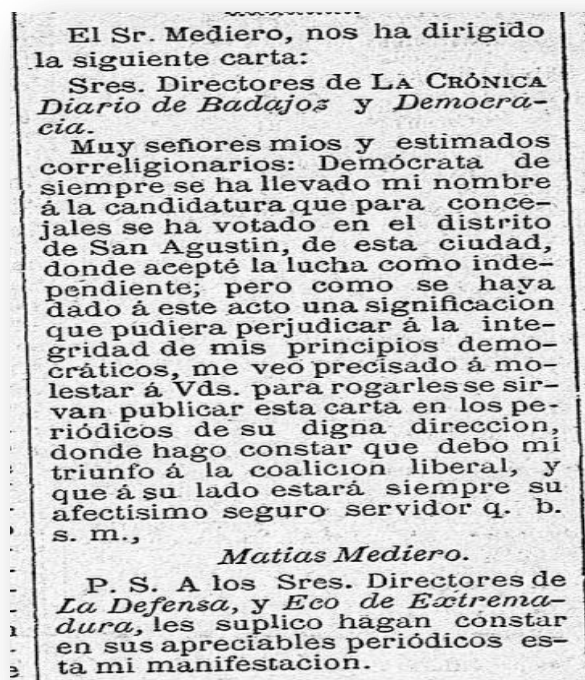 El Sr. Mediero, nos ha dirigido
la siguiente carta:
Sres. Directores de LA CRÓNICA
Diario de Badajoz y Democra-
cia.
Muy señores mios y estimados
correligionarios: Demócrata de
siempre se ha llevado mi nombre
á la candidatura que para conce-
jales se ha votado en el distrito
de San Agustin, de esta ciudad,
donde acepté la lucha como inde-
pendiente; pero como se haya
dado á este acto una significación
que pudiera perjudicar á la inte-
gridad de mis principios demo-
cráticos, me veo precisado á mo-
lestar á Vds. para rogarles se sir-
van publicar esta carta en los pe-
riódicos de su digna direccion,
donde hago constar que debo mi
triunfo á la coalicion liberal, y
que á su lado estará siempre su
afectísimo seguro servidor q. b.
s. m.,
Matias Mediero.
P. S. A los Sres. Directores de
La Defensa, y Eco de Extrema-
dura, les suplico hagan constar
en sus apreciables periódicos es-
ta mi manifestacion.